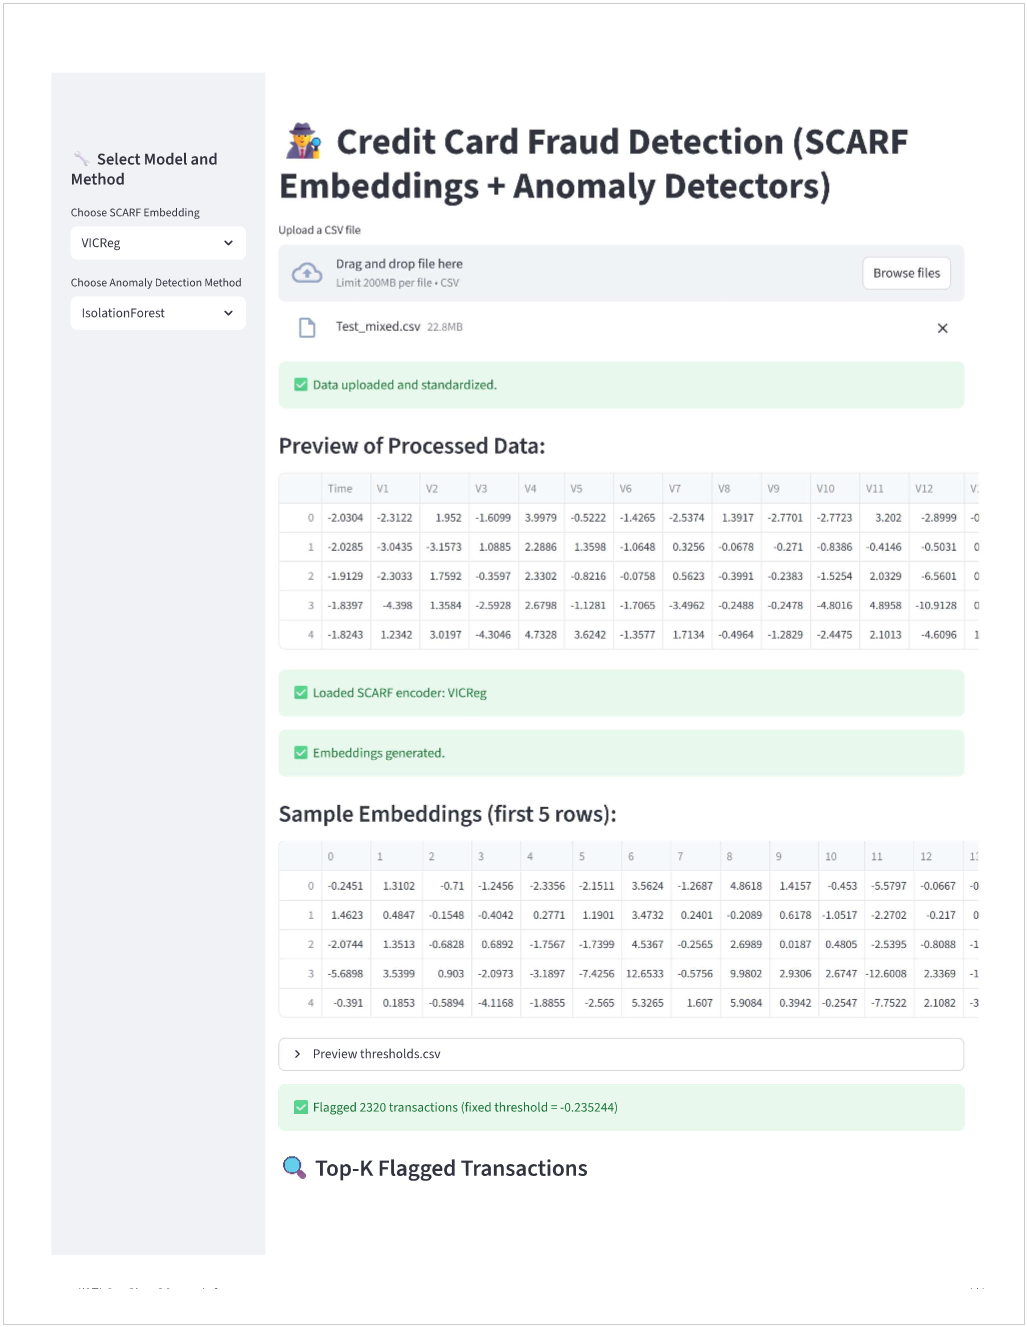 Select Model and
Method
Choose SCARF Embedding
VICReg
Choose Anomaly Detection Method
IsolationForest
Credit Card Fraud Detection (SCARF
Embeddings + Anomaly Detectors)
Upload a CSV file
Drag and drop file here
Limit 200MB per file • CSV
Browse files
Test_mixed.csv 22.8MB
Data uploaded and standardized.
Preview of Processed Data:
Time V1 V2 V3 V4 V5 V6 V7 V8 V9 V10 V11 V12
0 -2.0304 -2.3122 1.952 -1.6099 3.9979 -0.5222 -1.4265 -2.5374 1.3917 -2.7701 -2.7723 3.202 -2.8999
1 -2.0285 -3.0435 -3.1573 1.0885 2.2886 1.3598 -1.0648 0.3256 -0.0678 -0.271 -0.8386 -0.4146 -0.5031
2 -1.9129 -2.3033 1.7592 -0.3597 2.3302 -0.8216 -0.0758 0.5623 -0.3991 -0.2383 -1.5254 2.0329 -6.5601
3 -1.8397 -4.398 1.3584 -2.5928 2.6798 -1.1281 -1.7065 -3.4962 -0.2488 -0.2478 -4.8016 4.8958 -10.9128
4 -1.8243 1.2342 3.0197 -4.3046 4.7328 3.6242 -1.3577 1.7134 -0.4964 -1.2829 -2.4475 2.1013 -4.6096
Loaded SCARF encoder: VICReg
Embeddings generated.
Sample Embeddings (first 5 rows):
0 1 2 3 4 5 6 7 8 9 10 11 12
0 -0.2451 1.3102 -0.71 -1.2456 -2.3356 -2.1511 3.5624 -1.2687 4.8618 1.4157 -0.453 -5.5797 -0.0667
1 1.4623 0.4847 -0.1548 -0.4042 0.2771 1.1901 3.4732 0.2401 -0.2089 0.6178 -1.0517 -2.2702 -0.217
2 -2.0744 1.3513 -0.6828 0.6892 -1.7567 -1.7399 4.5367 -0.2565 2.6989 0.0187 0.4805 -2.5395 -0.8088
3 -5.6898 3.5399 0.903 -2.0973 -3.1897 -7.4256 12.6533 -0.5756 9.9802 2.9306 2.6747 -12.6008 2.3369
4 -0.391 0.1853 -0.5894 -4.1168 -1.8855 -2.565 5.3265 1.607 5.9084 0.3942 -0.2547 -7.7522 2.1082
Preview thresholds.csv
Flagged 2320 transactions (fixed threshold = -0.235244)
Top-K Flagged Transactions